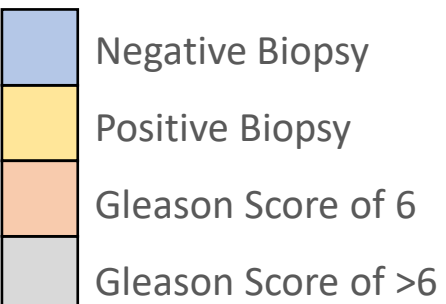 Negative Biopsy
Positive Biopsy
Gleason Score of 6
Gleason Score of >6